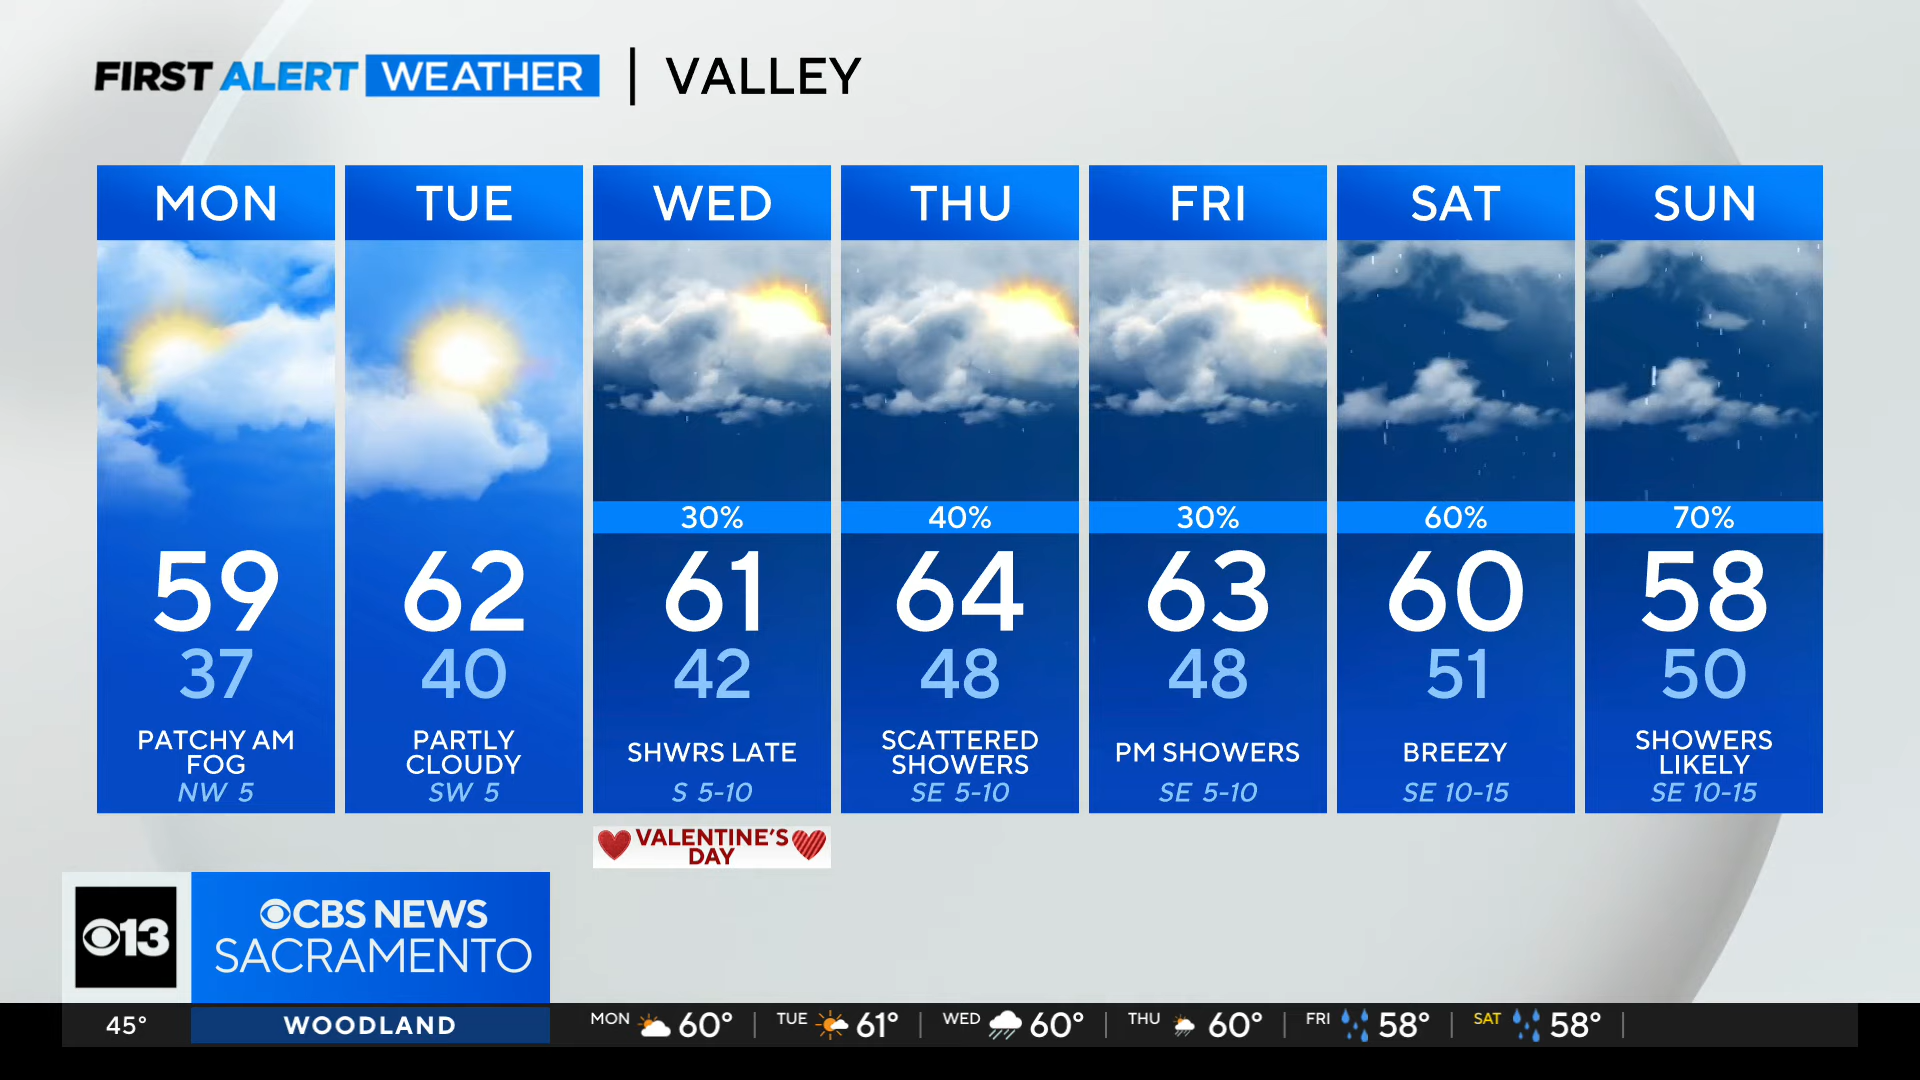 FIRST ALERT WEATHER | VALLEY
MON
TUE
WED
THU
FRI
SAT
SUN
30%
40%
30%
60%
70%
59
62
61
64
63
60
58
37
40
42
48
48
51
50
PATCHY AM
FOG
PARTLY
CLOUDY
SHWRS LATE
SCATTERED
SHOWERS
PM SHOWERS
BREEZY
SHOWERS
LIKELY
NW 5
SW 5
S 5-10
SE 5-10
SE 5-10
SE 10-15
SE 10-15
VALENTINE'S
DAY
13
CBS NEWS
SACRAMENTO
45° WOODLAND MON 60° | TUE 61° | WED 60° | THU 60° | FRI 58° | SAT 58° |